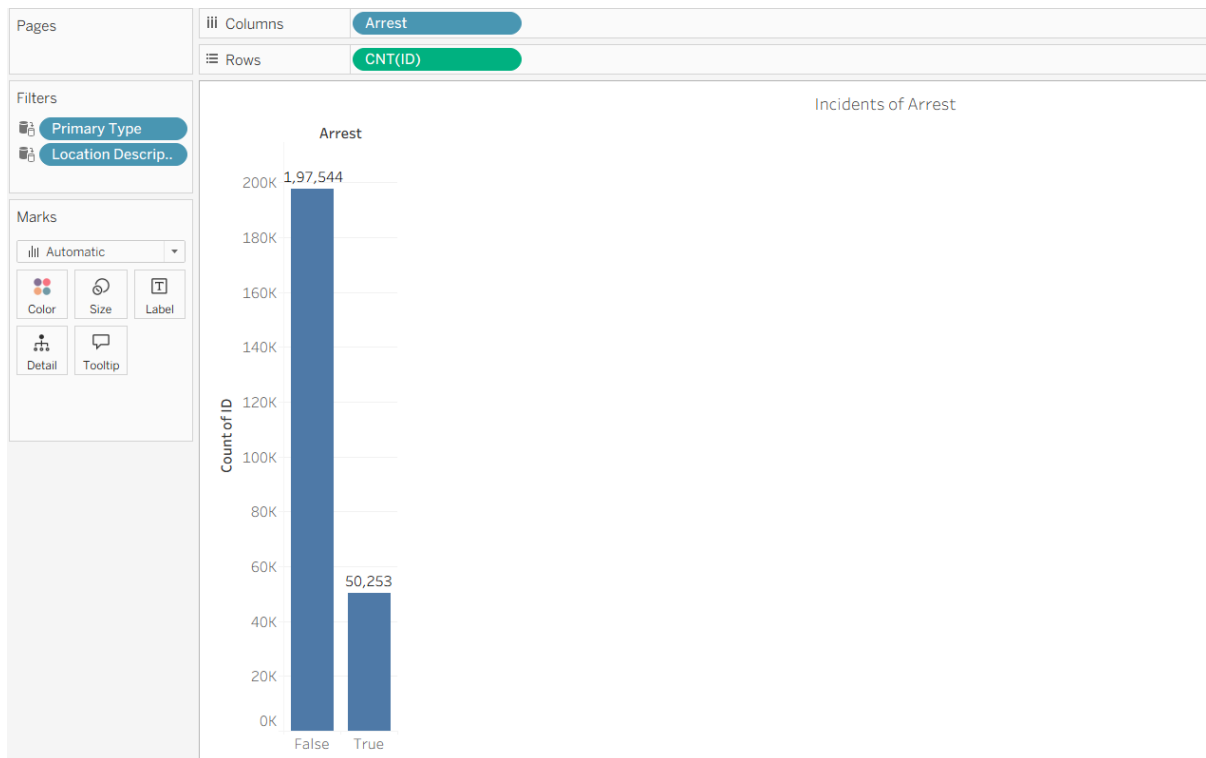 Pages
Columns
Arrest
Rows
CNT(ID)
Filters
Primary Type
Location Descrip..
Marks
Automatic
Color
Size
Label
Detail
Tooltip
Incidents of Arrest
Arrest
Count of ID
200K
180K
160K
140K
120K
100K
80K
60K
40K
20K
0K
1,97,544
50,253
False
True